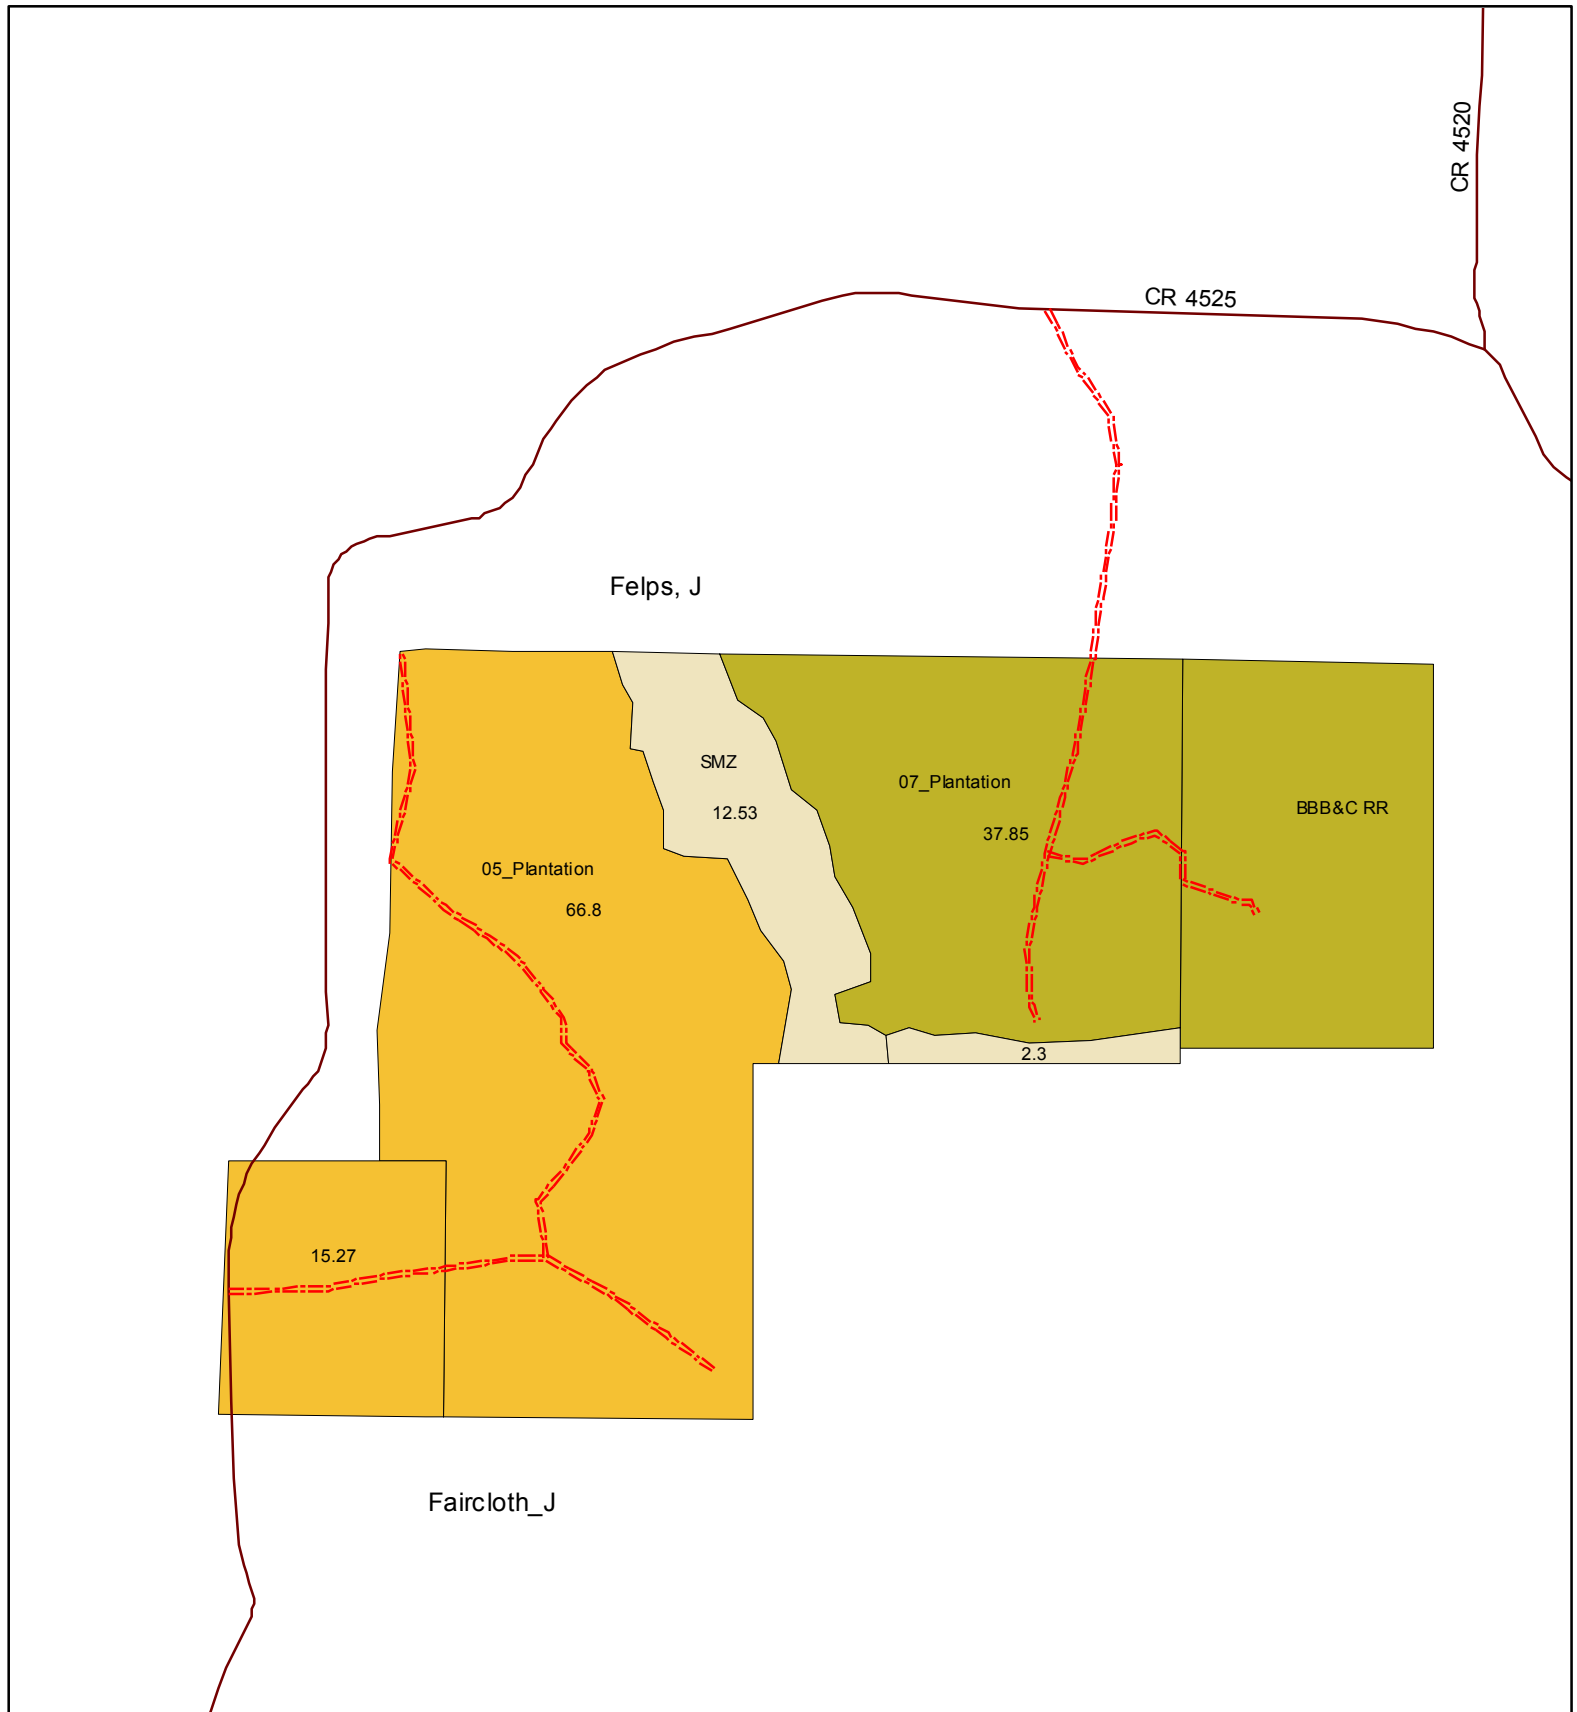 CR 4520
CR 4525
Felps, J
SMZ
12.53
07_Plantation
37.85
BBB&C RR
05_Plantation
66.8
2.3
15.27
Faircloth_J